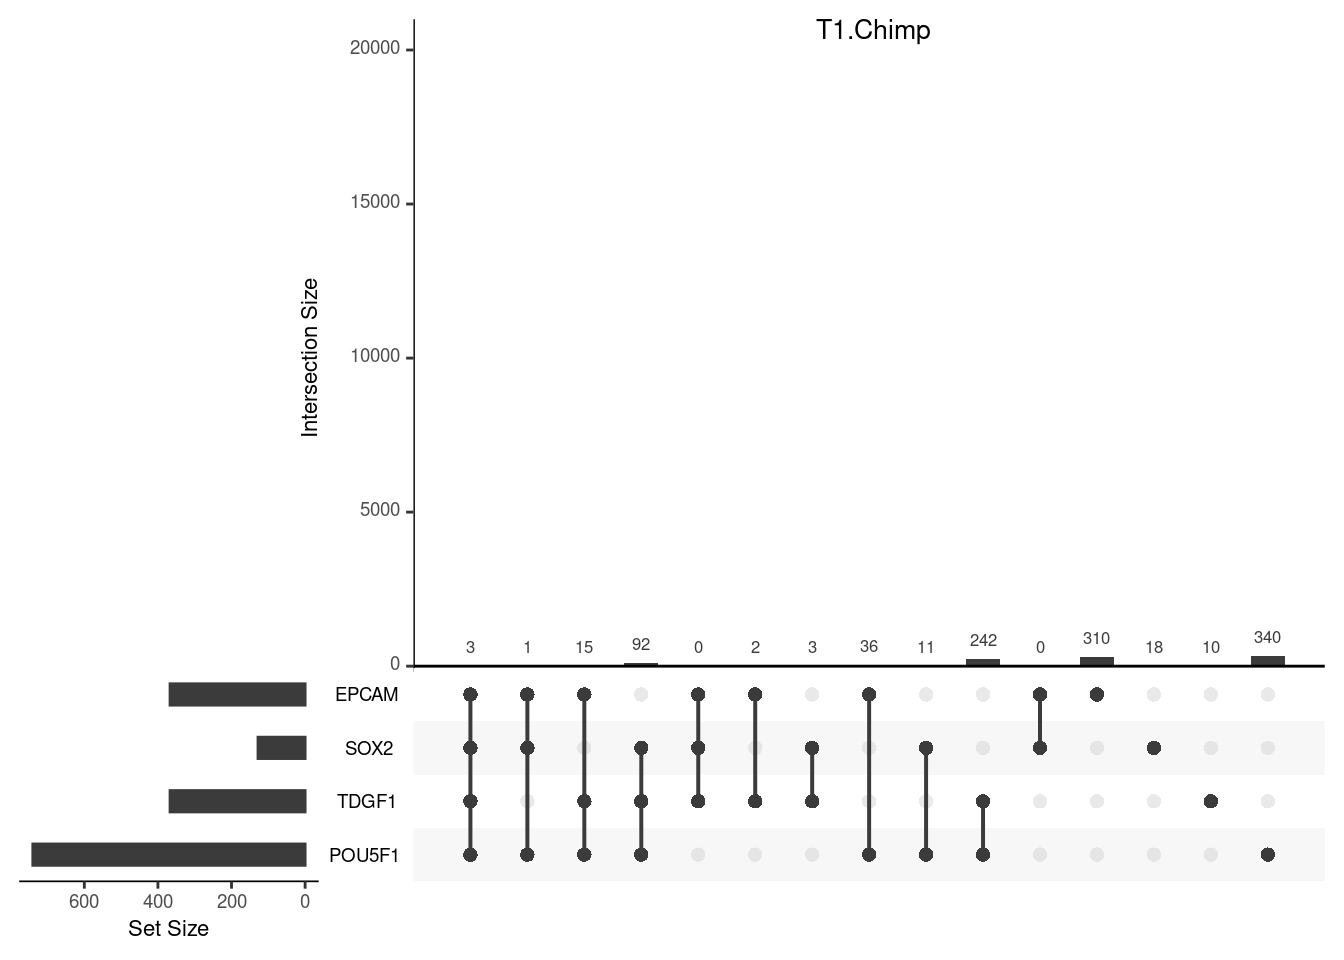 T1.Chimp
20000
15000
10000
5000
0
Intersection Size
3 1 15 92 0 2 3 36 11 242 0 310 18 10 340
EPCAM
SOX2
TDGF1
POU5F1
600 400 200 0
Set Size